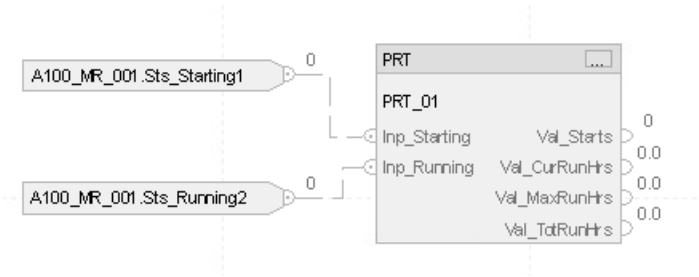 0
PRT
...
A100_MR_001.Sts_Starting1
PRT_01
0
Inp_Starting Val_Starts
0.0
Inp_Running Val_CurRunHrs
0
0.0
A100_MR_001.Sts_Running2
Val_MaxRunHrs
0.0
Val_TotRunHrs